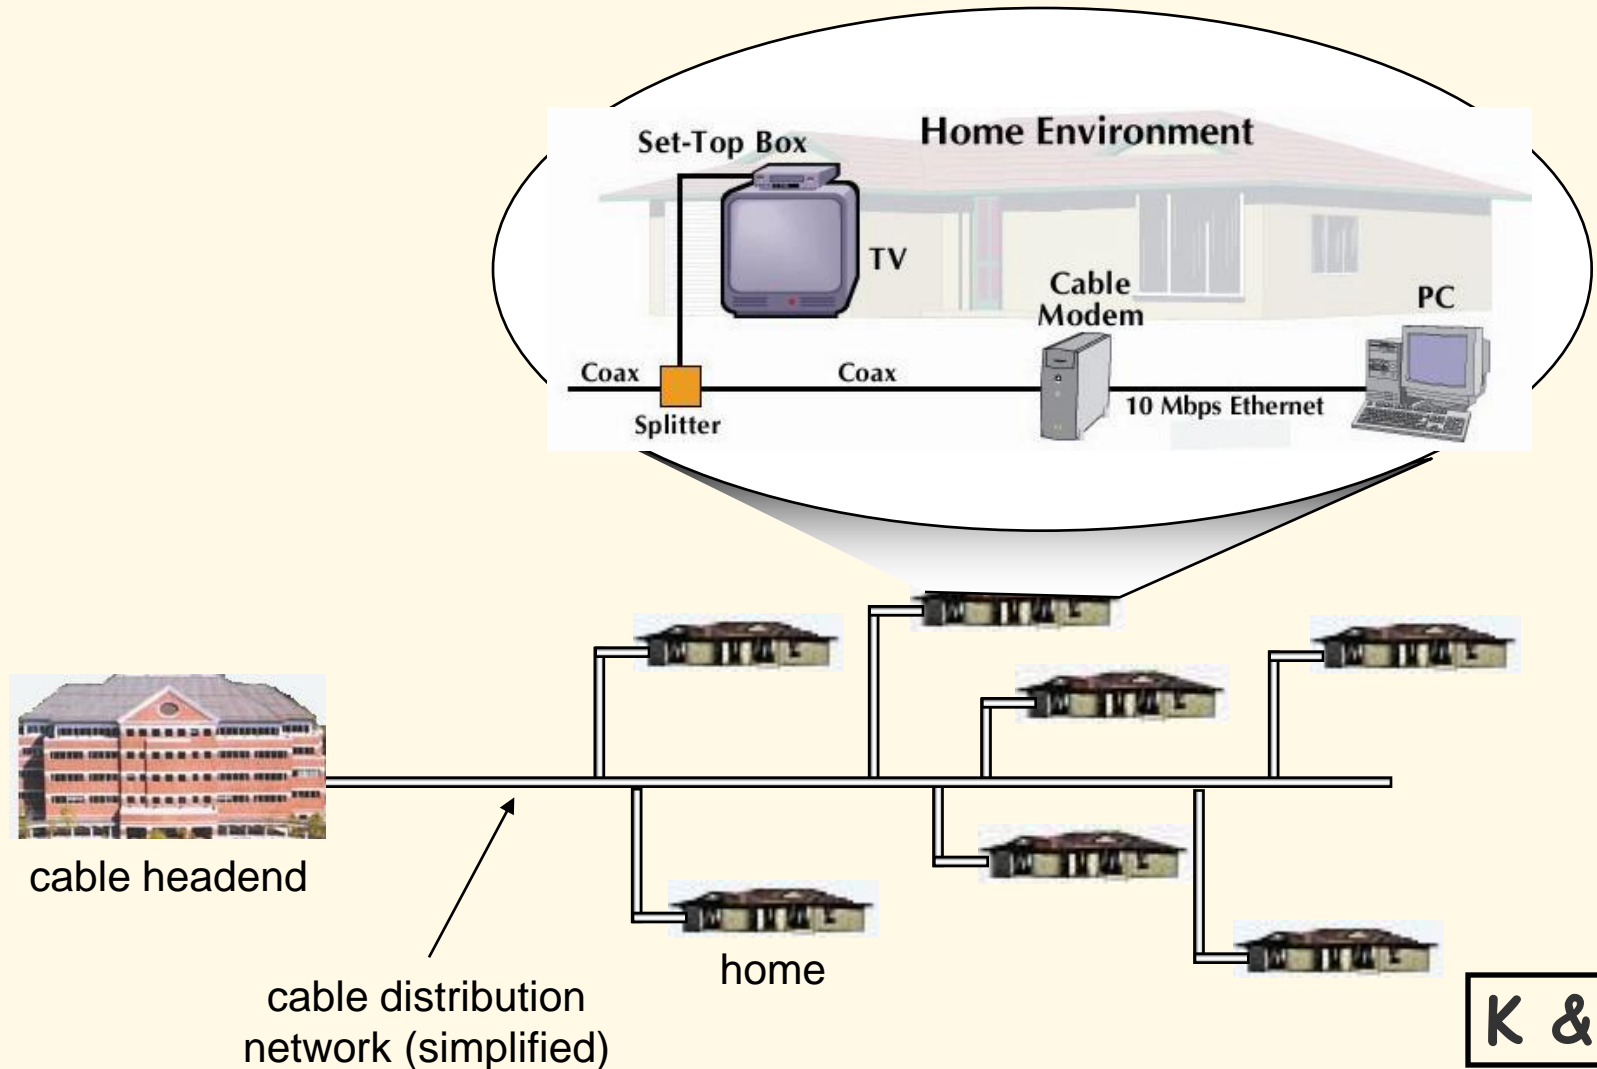 Home Environment
Set-Top Box
TV
Cable
Modem
PC
Coax
Coax
10 Mbps Ethernet
Splitter
cable headend
home
cable distribution
network (simplified)
K &